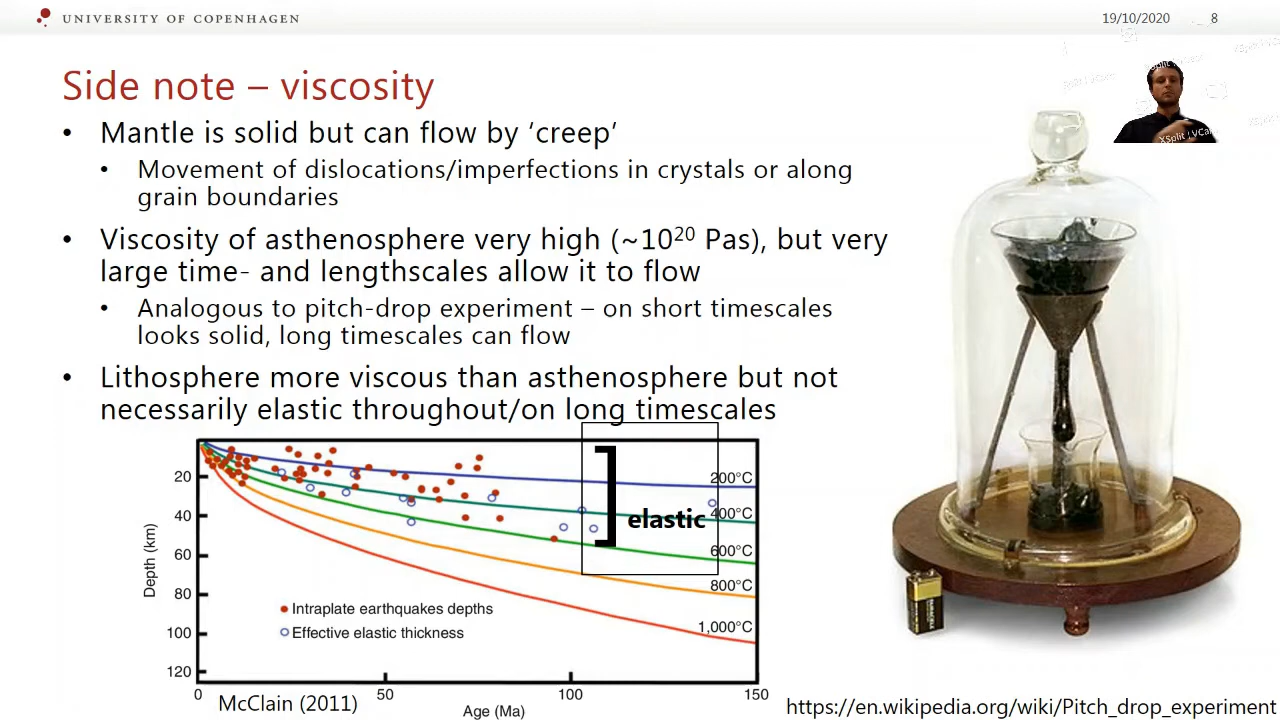 UNIVERSITY OF COPENHAGEN
19/10/2020 8
Side note – viscosity
• Mantle is solid but can flow by ‘creep’
• Movement of dislocations/imperfections in crystals or along
grain boundaries
• Viscosity of asthenosphere very high (~10²⁰ Pas), but very
large time- and lengthscales allow it to flow
• Analogous to pitch-drop experiment – on short timescales
looks solid, long timescales can flow
• Lithosphere more viscous than asthenosphere but not
necessarily elastic throughout/on long timescales
XSplit VCam
20
40
60
80
100
120
Depth (km)
200°C
400°C
600°C
800°C
1,000°C
elastic
Intraplate earthquakes depths
Effective elastic thickness
0 50 100 150
Age (Ma)
McClain (2011)
DURACELL
https://en.wikipedia.org/wiki/Pitch_drop_experiment